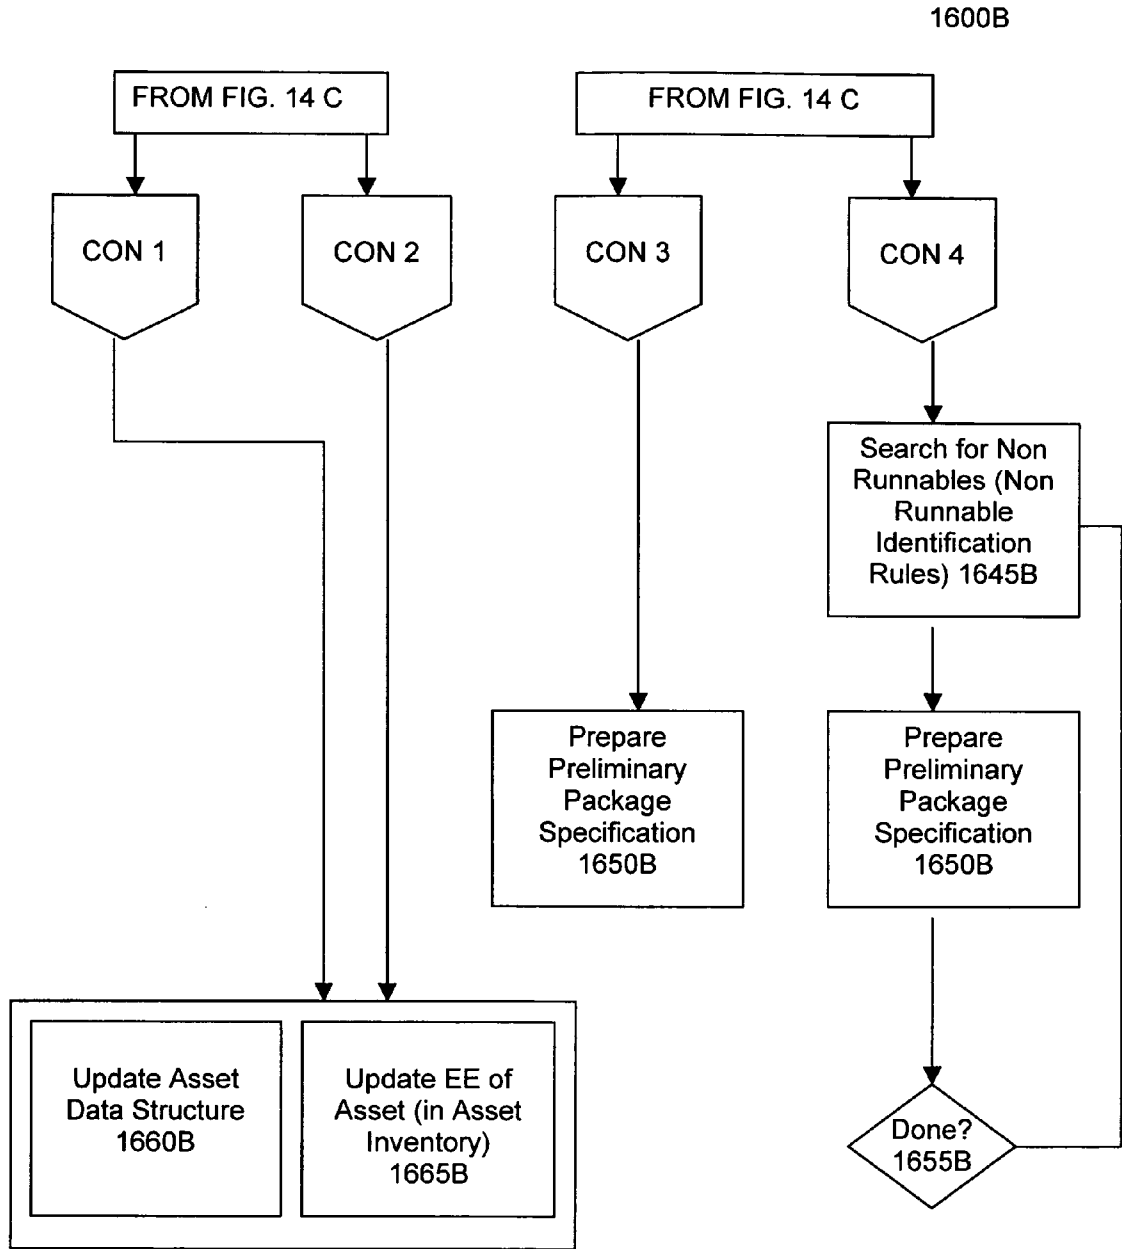 1600B
FROM FIG. 14 C
FROM FIG. 14 C
CON 1
CON 2
CON 3
CON 4
Search for Non
Runnables (Non
Runnable
Identification
Rules) 1645B
Prepare
Preliminary
Package
Specification
1650B
Prepare
Preliminary
Package
Specification
1650B
Update Asset
Data Structure
1660B
Update EE of
Asset (in Asset
Inventory)
1665B
Done?
1655B